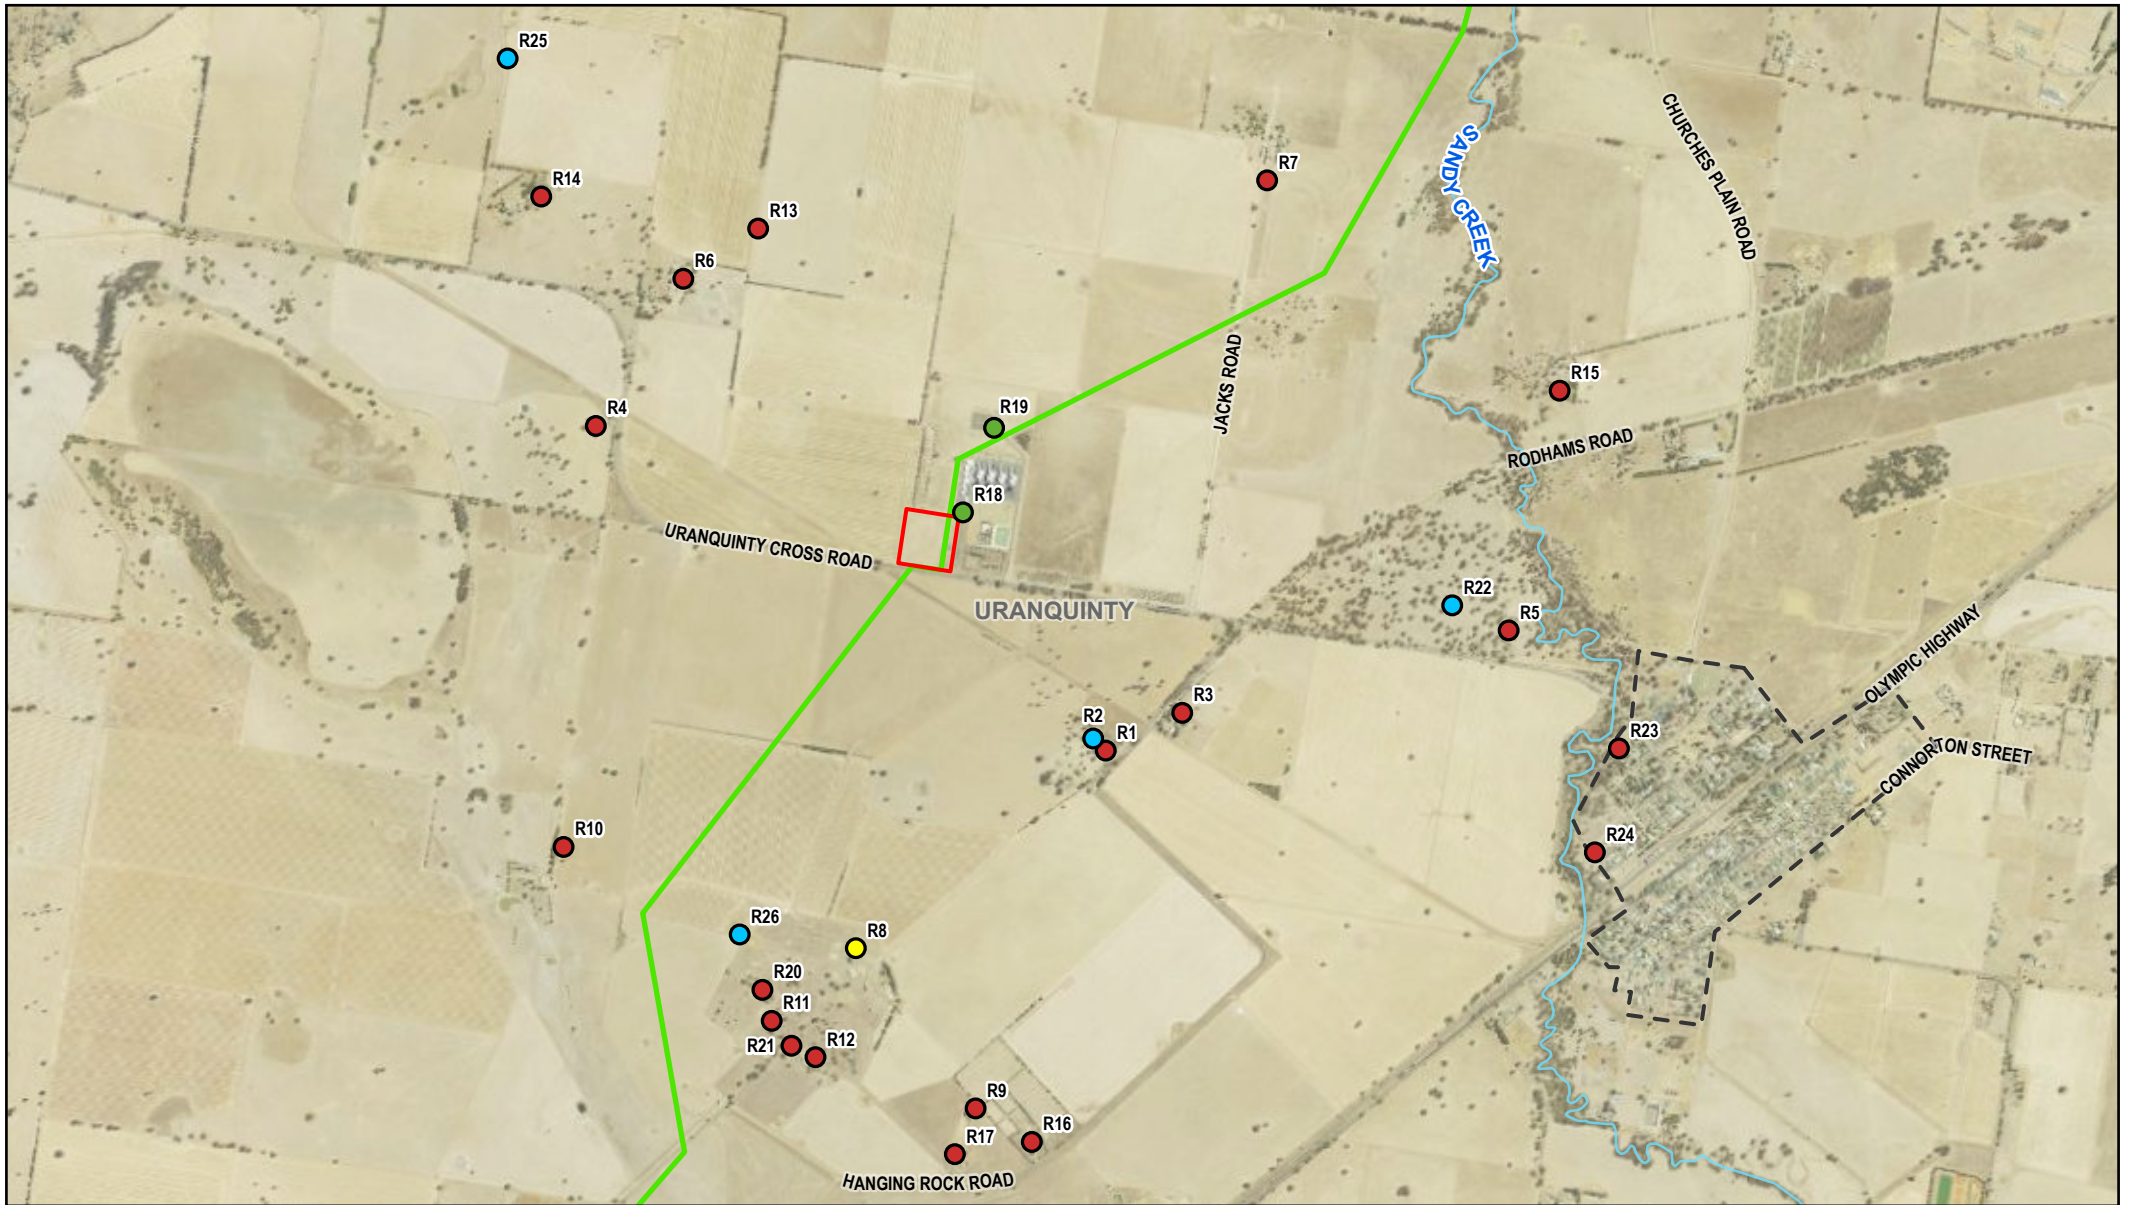 R25
R14
R13
R7
SANDY CREEK
CHURCHES PLAIN ROAD
R6
JACKS ROAD
R15
R4
R19
RODHAMS ROAD
R18
URANQUINTY CROSS ROAD
URANQUINTY
R22
R5
OLYMPIC HIGHWAY
R3
R2
R1
R23
CONNORTON STREET
R10
R24
R26
R8
R20
R11
R21
R12
R9
R16
R17
HANGING ROCK ROAD